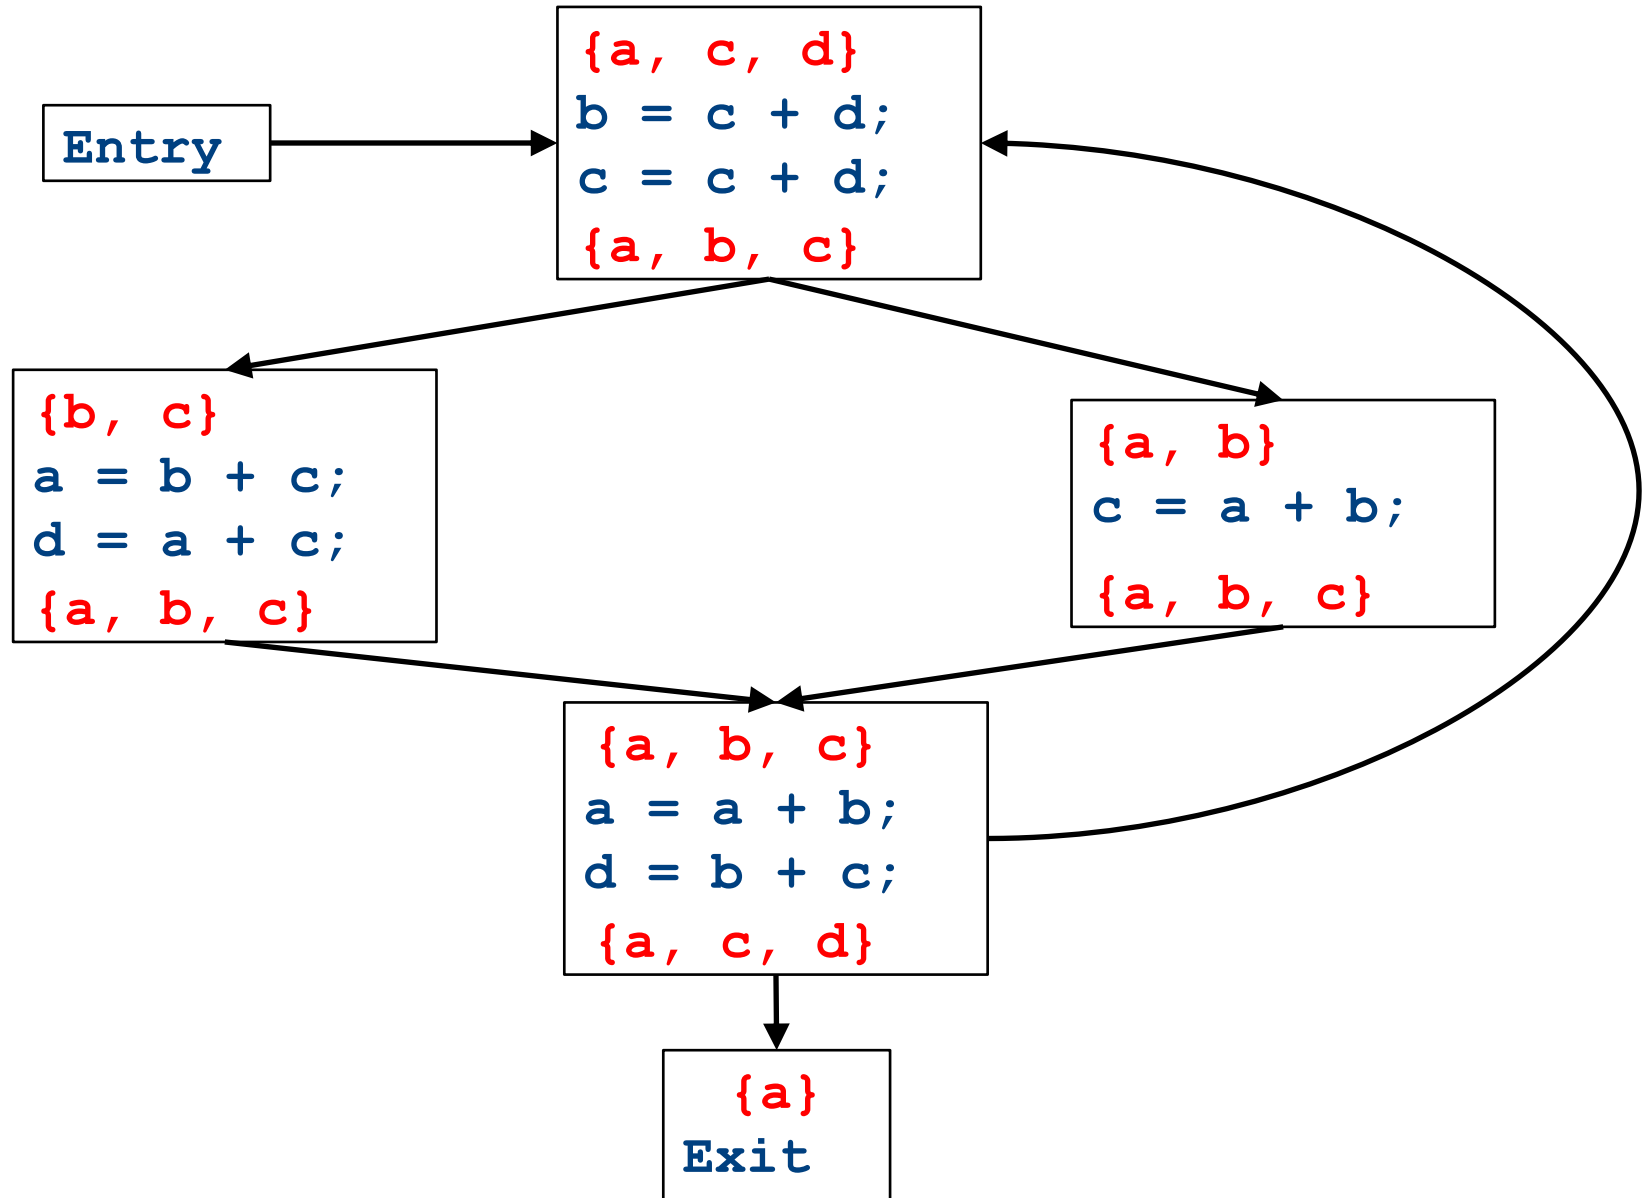 {a, c, d}
b = c + d;
c = c + d;
{a, b, c}
Entry
{b, c}
a = b + c;
d = a + c;
{a, b, c}
{a, b}
c = a + b;
{a, b, c}
{a, b, c}
a = a + b;
d = b + c;
{a, c, d}
{a}
Exit